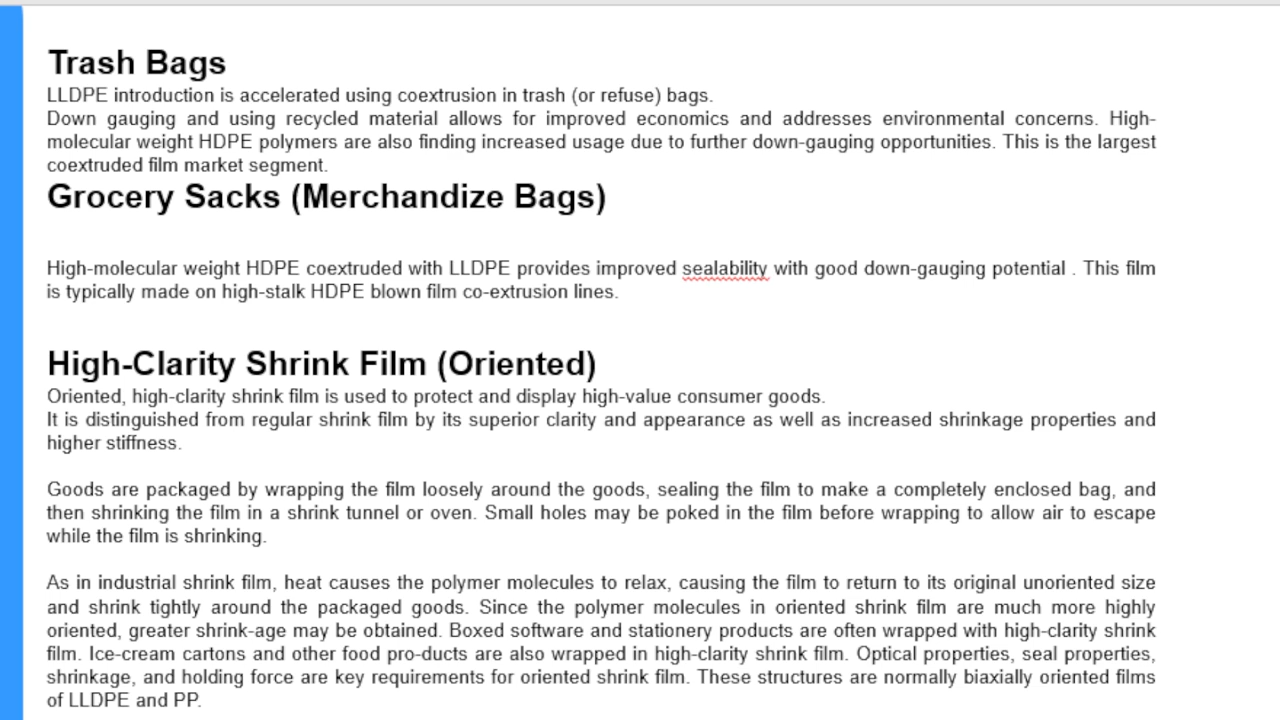 Trash Bags
LLDPE introduction is accelerated using coextrusion in trash (or refuse) bags.
Down gauging and using recycled material allows for improved economics and addresses environmental concerns. High-
molecular weight HDPE polymers are also finding increased usage due to further down-gauging opportunities. This is the largest
coextruded film market segment.
Grocery Sacks (Merchandize Bags)
High-molecular weight HDPE coextruded with LLDPE provides improved sealability with good down-gauging potential . This film
is typically made on high-stalk HDPE blown film co-extrusion lines.
High-Clarity Shrink Film (Oriented)
Oriented, high-clarity shrink film is used to protect and display high-value consumer goods.
It is distinguished from regular shrink film by its superior clarity and appearance as well as increased shrinkage properties and
higher stiffness.
Goods are packaged by wrapping the film loosely around the goods, sealing the film to make a completely enclosed bag, and
then shrinking the film in a shrink tunnel or oven. Small holes may be poked in the film before wrapping to allow air to escape
while the film is shrinking.
As in industrial shrink film, heat causes the polymer molecules to relax, causing the film to return to its original unoriented size
and shrink tightly around the packaged goods. Since the polymer molecules in oriented shrink film are much more highly
oriented, greater shrink-age may be obtained. Boxed software and stationery products are often wrapped with high-clarity shrink
film. Ice-cream cartons and other food pro-ducts are also wrapped in high-clarity shrink film. Optical properties, seal properties,
shrinkage, and holding force are key requirements for oriented shrink film. These structures are normally biaxially oriented films
of LLDPE and PP.